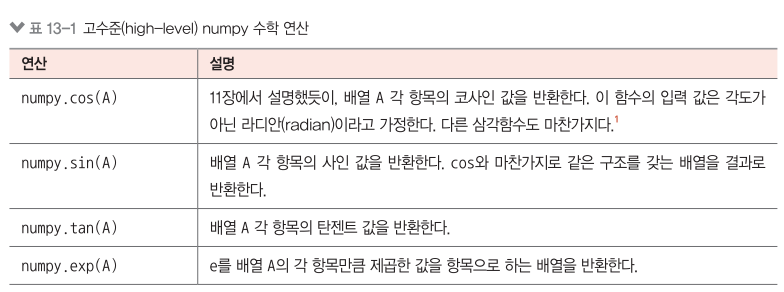 표 13-1 고수준(high-level) numpy 수학 연산
연산 설명
numpy.cos(A) 11장에서 설명했듯이, 배열 A 각 항목의 코사인 값을 반환한다. 이 함수의 입력 값은 각도가
아닌 라디안(radian)이라고 가정한다. 다른 삼각함수도 마찬가지다.1
numpy.sin(A) 배열 A 각 항목의 사인 값을 반환한다. cos와 마찬가지로 같은 구조를 갖는 배열을 결과로
반환한다.
numpy.tan(A) 배열 A 각 항목의 탄젠트 값을 반환한다.
numpy.exp(A) e를 배열 A의 각 항목만큼 제곱한 값을 항목으로 하는 배열을 반환한다.